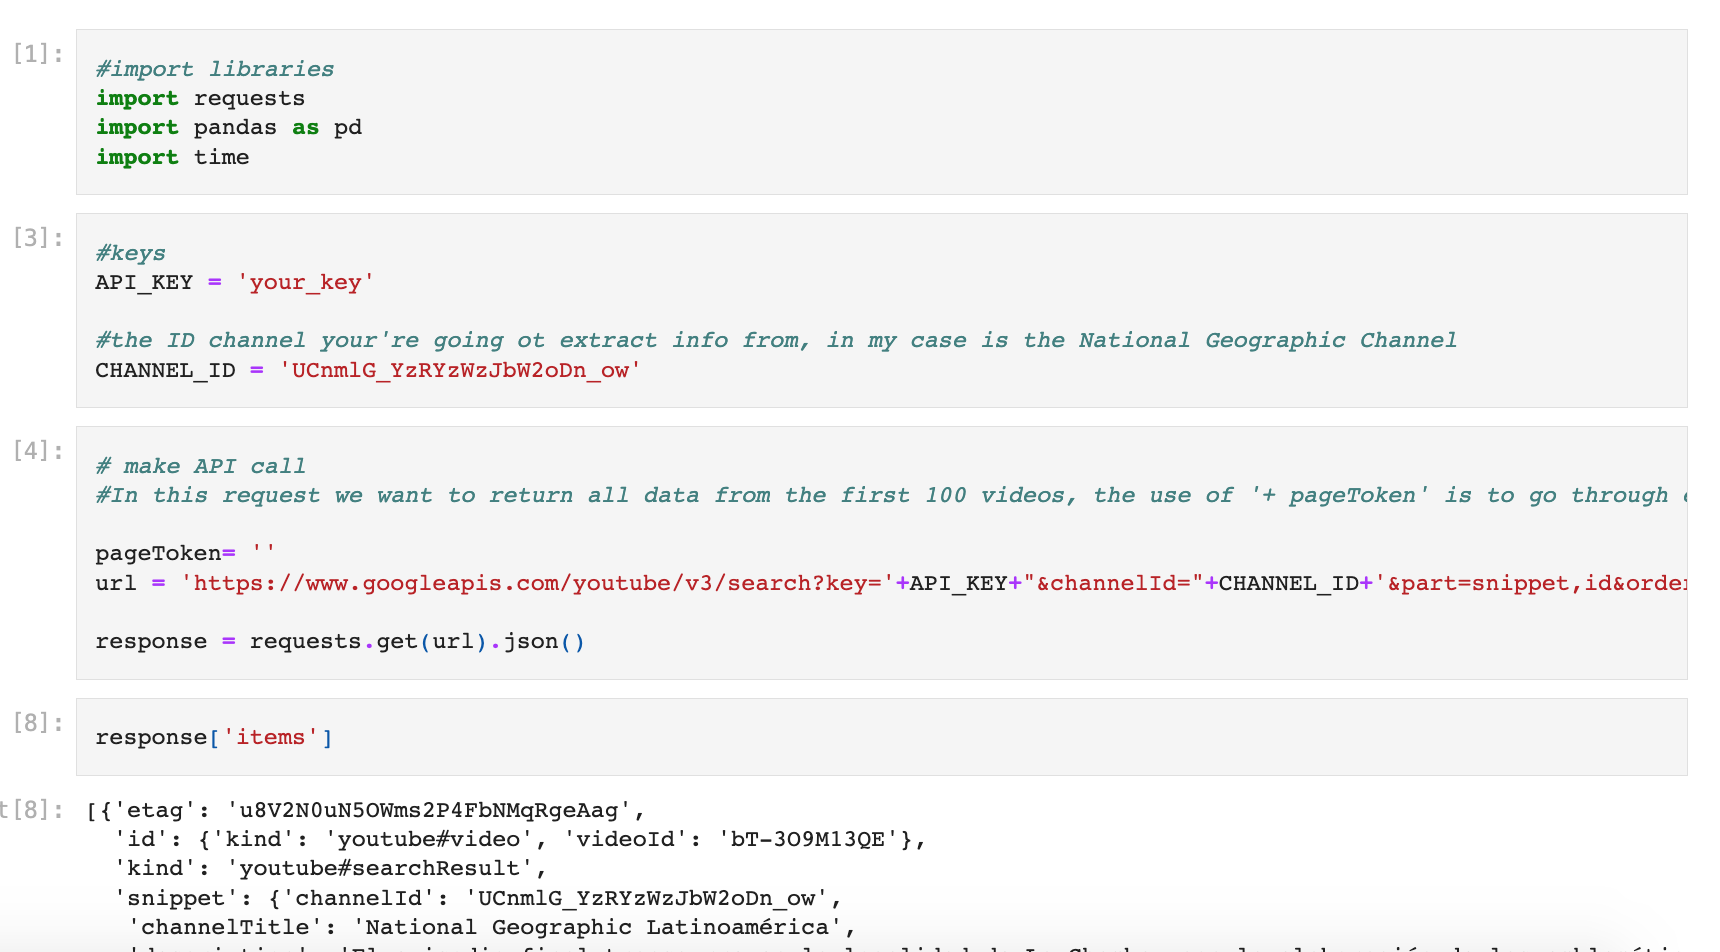 [1]:
#import libraries
import requests
import pandas as pd
import time
[3]:
#keys
API_KEY = 'your_key'
#the ID channel your're going ot extract info from, in my case is the National Geographic Channel
CHANNEL_ID = 'UCnmlG_YzRYzWzJbW2oDn_ow'
[4]:
# make API call
#In this request we want to return all data from the first 100 videos, the use of '+ pageToken' is to go through
pageToken= ''
url = 'https://www.googleapis.com/youtube/v3/search?key='+API_KEY+"&channelId="+CHANNEL_ID+'&part=snippet,id&order
response = requests.get(url).json()
[8]:
response['items']
t[8]: [{'etag': 'u8V2N0uN5OWms2P4FbNMqRgeAag',
'id': {'kind': 'youtube#video', 'videoId': 'bT-3O9M13QE'},
'kind': 'youtube#searchResult',
'snippet': {'channelId': 'UCnmlG_YzRYzWzJbW2oDn_ow',
'channelTitle': 'National Geographic Latinoamérica',